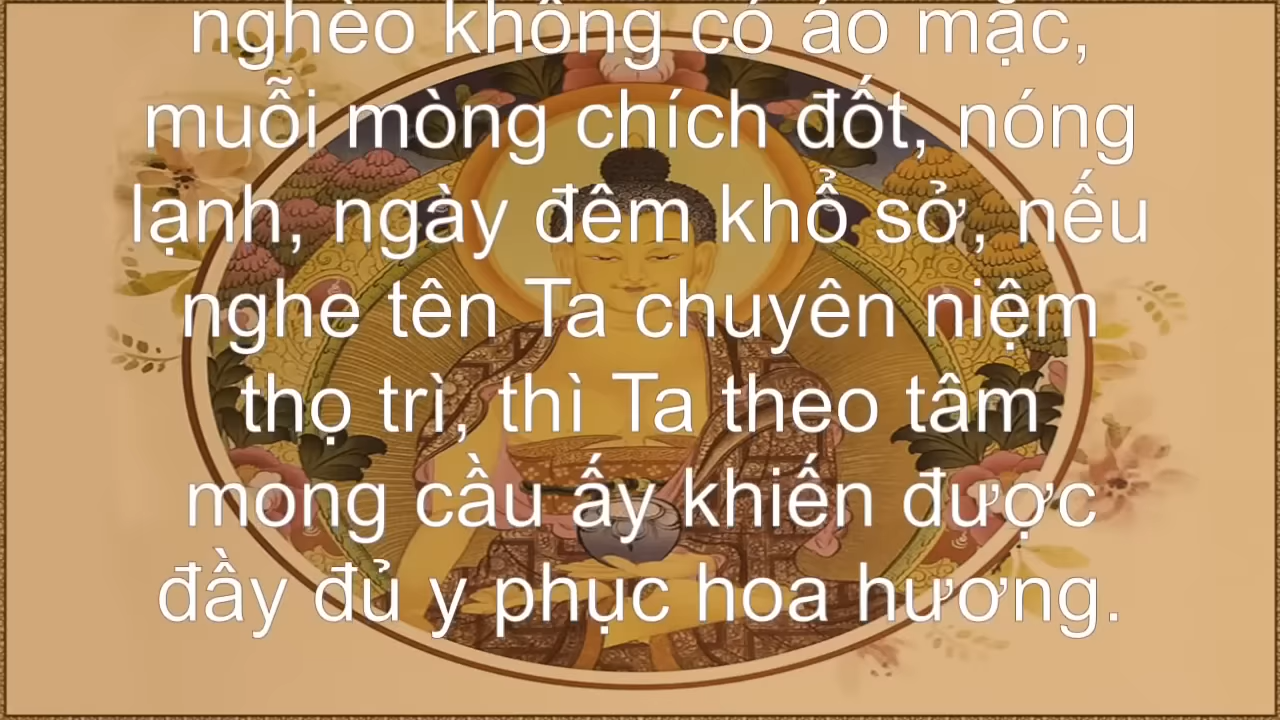 nghèo không có áo mặc,
muỗi mòng chích đốt, nóng
lạnh, ngày đêm khổ sở, nếu
nghe tên Ta chuyên niệm
thọ trì, thì Ta theo tâm
mong cầu ấy khiến được
đầy đủ y phục hoa hương.